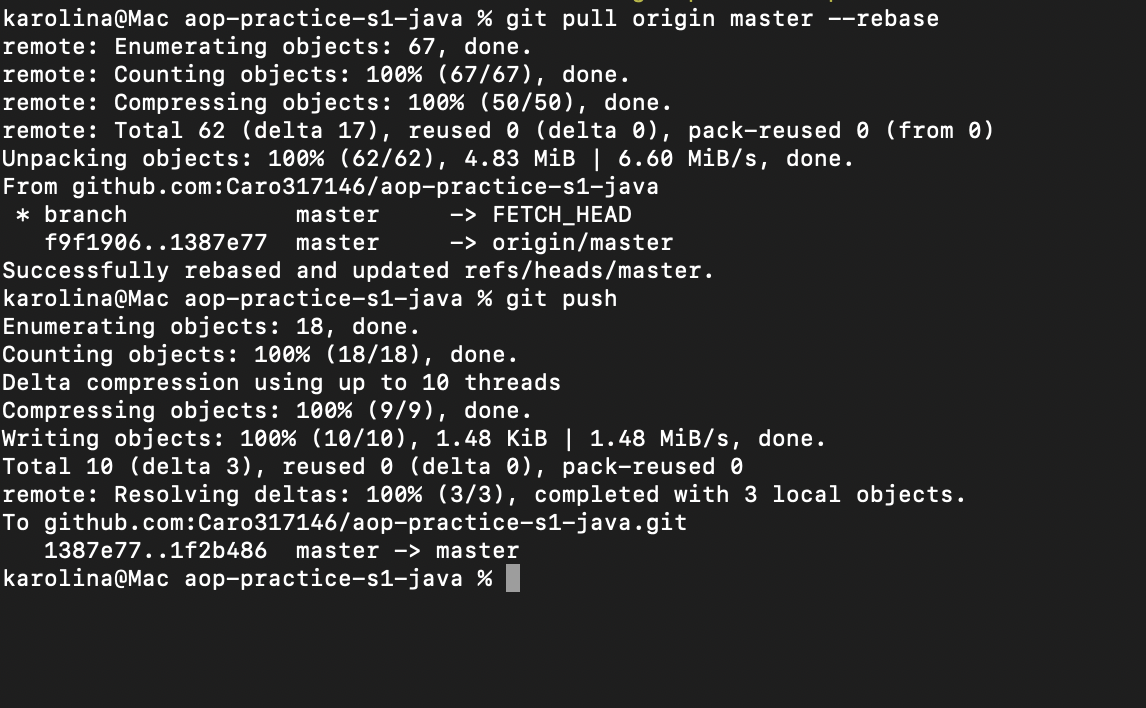 karolina@Mac aop-practice-s1-java % git pull origin master --rebase
remote: Enumerating objects: 67, done.
remote: Counting objects: 100% (67/67), done.
remote: Compressing objects: 100% (50/50), done.
remote: Total 62 (delta 17), reused 0 (delta 0), pack-reused 0 (from 0)
Unpacking objects: 100% (62/62), 4.83 MiB | 6.60 MiB/s, done.
From github.com:Caro317146/aop-practice-s1-java
 * branch            master     -> FETCH_HEAD
   f9f1906..1387e77  master     -> origin/master
Successfully rebased and updated refs/heads/master.
karolina@Mac aop-practice-s1-java % git push
Enumerating objects: 18, done.
Counting objects: 100% (18/18), done.
Delta compression using up to 10 threads
Compressing objects: 100% (9/9), done.
Writing objects: 100% (10/10), 1.48 KiB | 1.48 MiB/s, done.
Total 10 (delta 3), reused 0 (delta 0), pack-reused 0
remote: Resolving deltas: 100% (3/3), completed with 3 local objects.
To github.com:Caro317146/aop-practice-s1-java.git
   1387e77..1f2b486  master -> master
karolina@Mac aop-practice-s1-java %